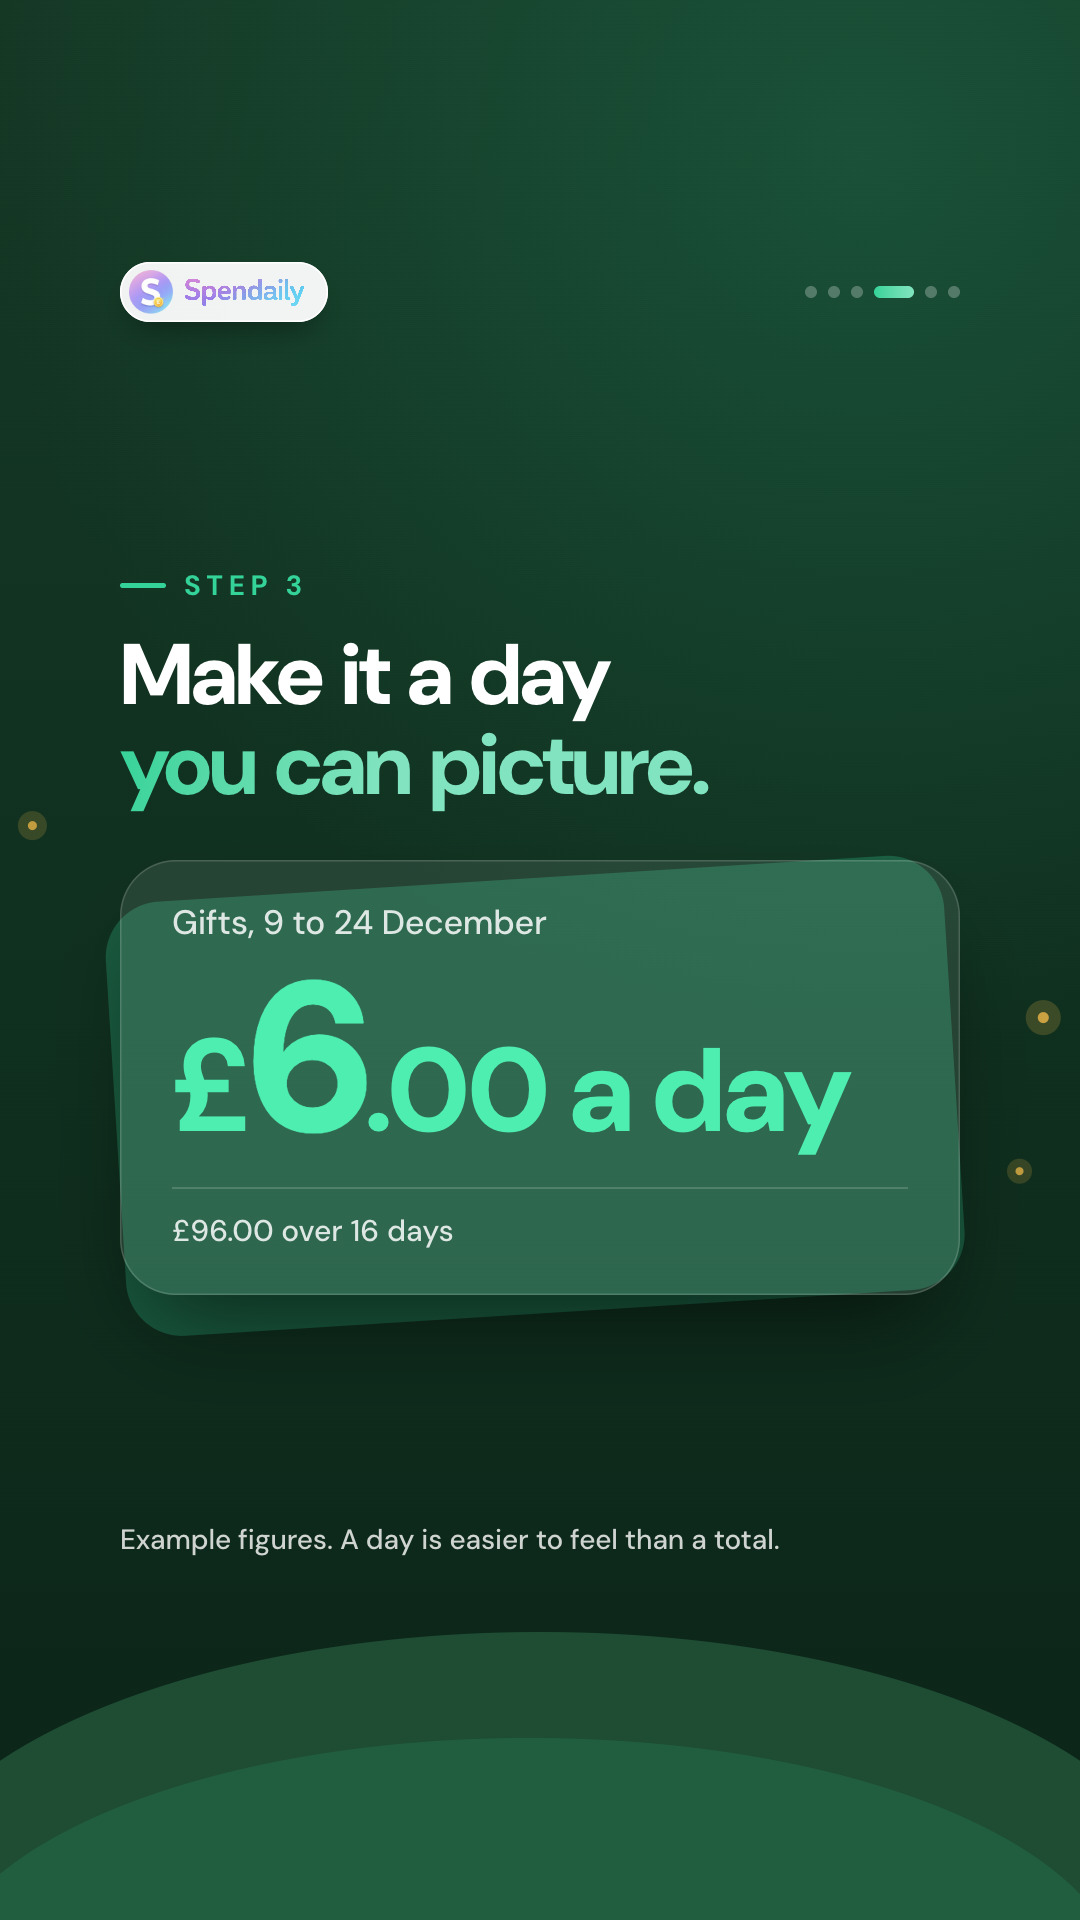 Spendaily
STEP 3
Make it a day
you can picture.
Gifts, 9 to 24 December
£6.00 a day
£96.00 over 16 days
Example figures. A day is easier to feel than a total.